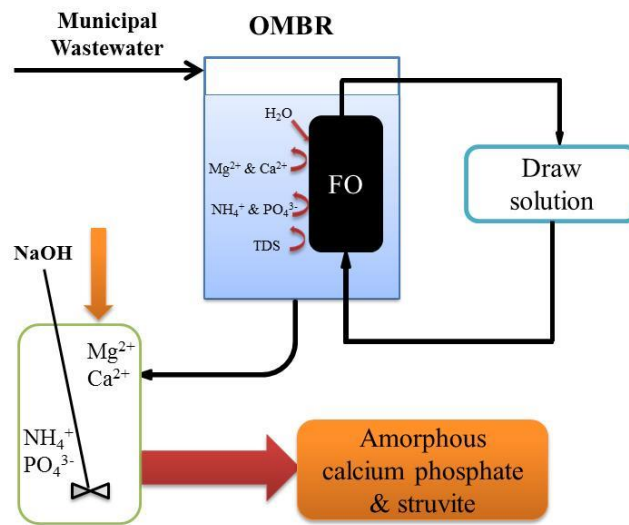 Municipal
Wastewater
OMBR
H₂O
Mg²⁺ & Ca²⁺
FO
NH₄⁺ & PO₄³⁻
TDS
Draw
solution
NaOH
Mg²⁺
Ca²⁺
NH₄⁺
PO₄³⁻
Amorphous
calcium phosphate
& struvite